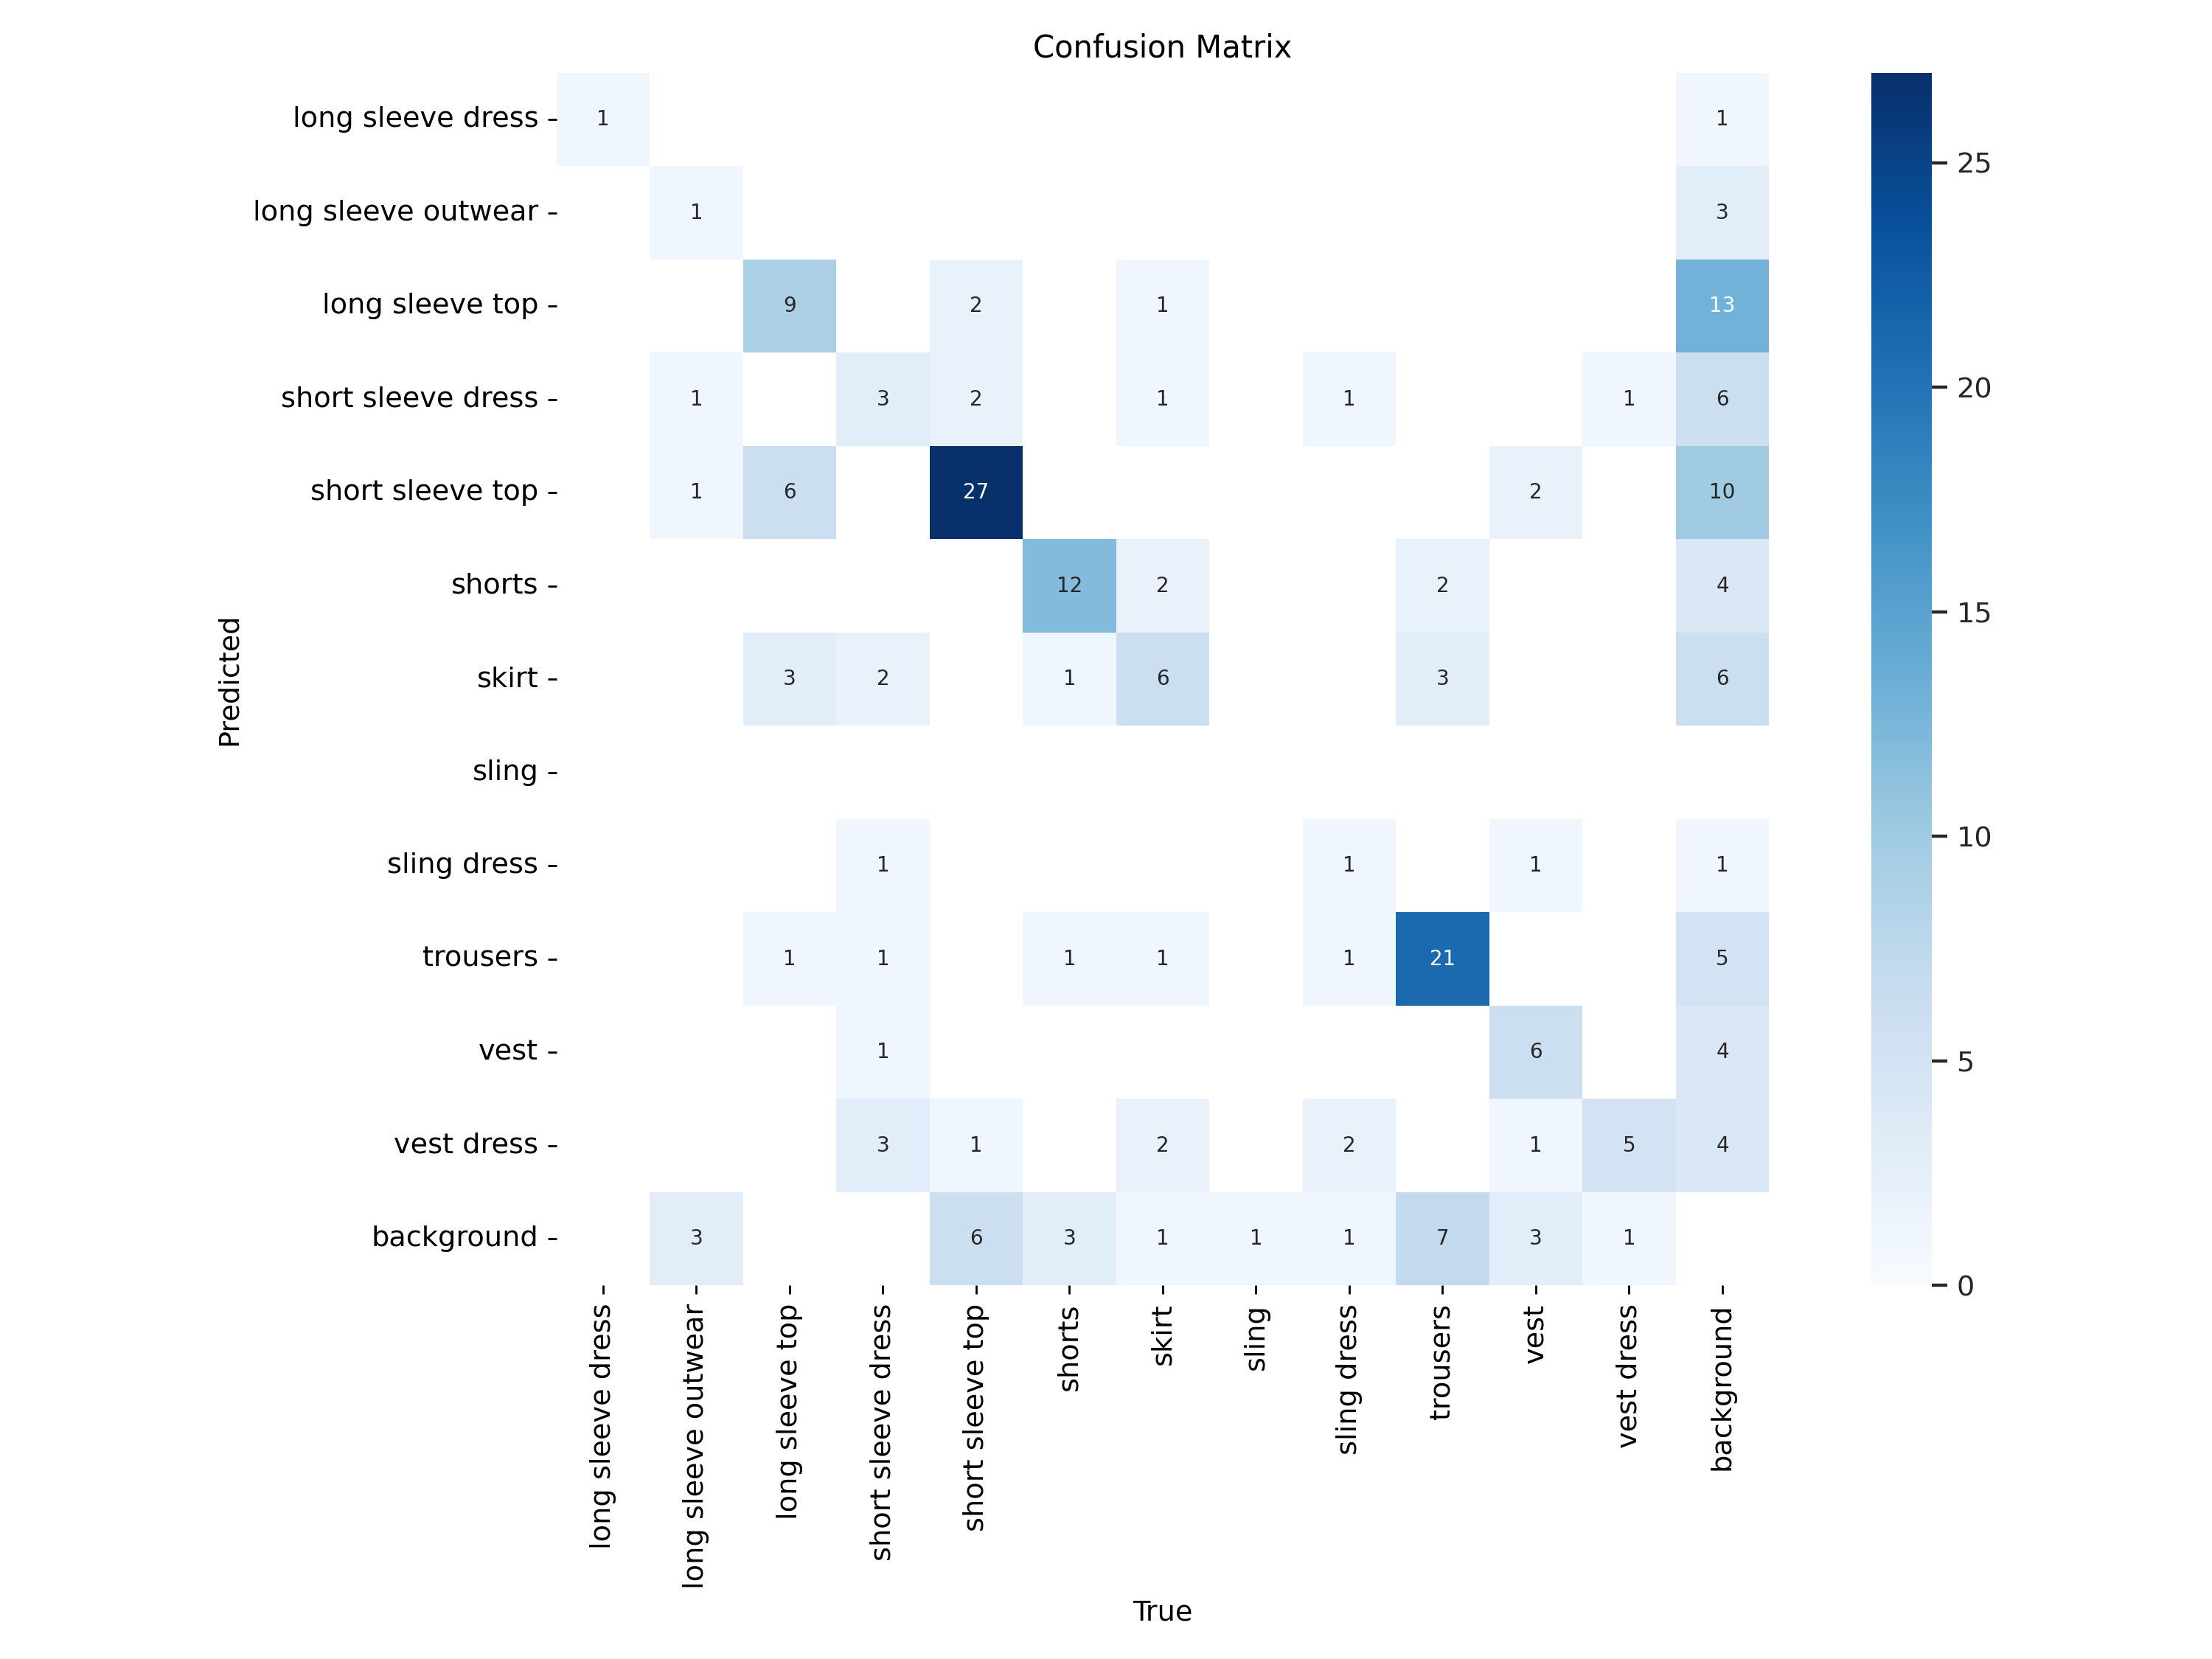 Confusion Matrix
long sleeve dress 1 1
long sleeve outwear 1 3
long sleeve top 9 2 1 13
short sleeve dress 1 3 2 1 1 1 6
short sleeve top 1 6 27 2 10
shorts 12 2 2 4
skirt 3 2 1 6 3 6
sling
sling dress 1 1 1 1
trousers 1 1 1 1 1 21 5
vest 1 6 4
vest dress 3 1 2 2 1 5 4
background 3 6 3 1 1 1 7 3 1
Predicted
long sleeve dress
long sleeve outwear
long sleeve top
short sleeve dress
short sleeve top
shorts
skirt
sling
sling dress
trousers
vest
vest dress
background
True
25
20
15
10
5
0